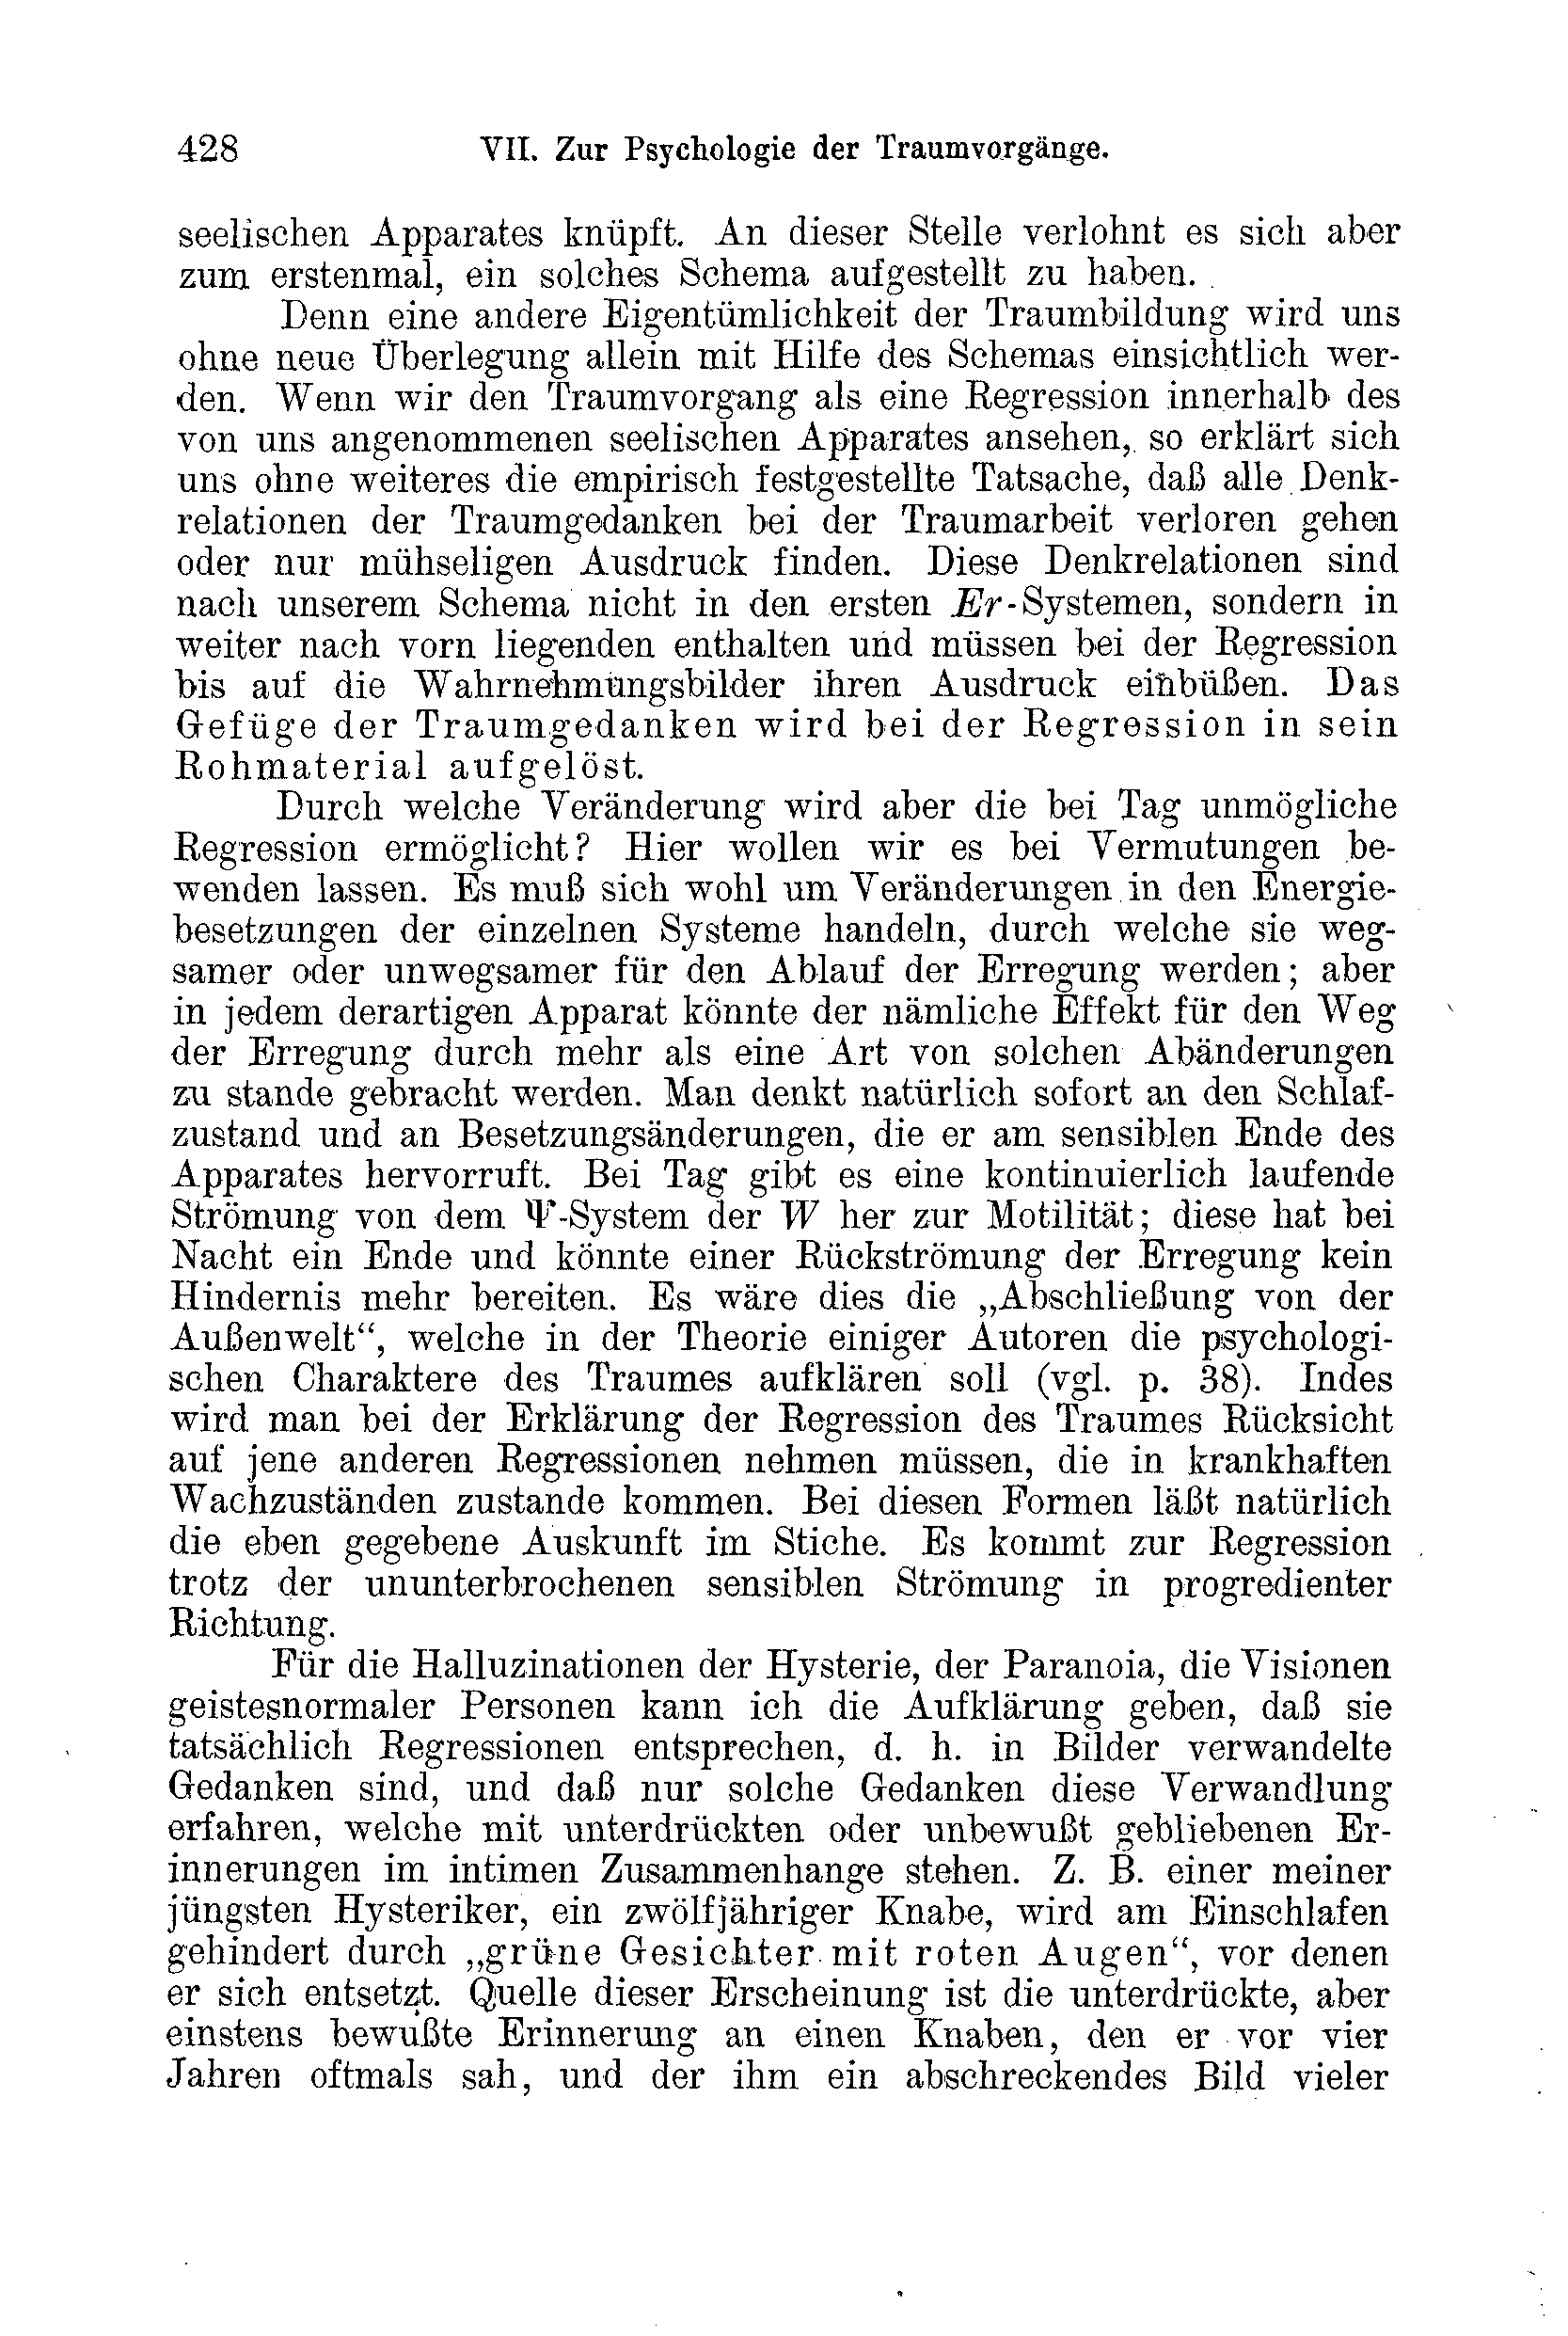 428 VII. Zur Psychologie der Traumvorgänge.
seelischen Apparates knüpft. An dieser Stelle verlohnt es sich aber
zum erstenmal, ein solches Schema aufgestellt zu haben.
Denn eine andere Eigentümlichkeit der Traumbildung wird uns
ohne neue Überlegung allein mit Hilfe des Schemas einsichtlich wer-
den. Wenn wir den Traumvorgang als eine Regression innerhalb des
von uns angenommenen seelischen Apparates ansehen, so erklärt sich
uns ohne weiteres die empirisch festgestellte Tatsache, daß alle Denk-
relationen der Traumgedanken bei der Traumarbeit verloren gehen
oder nur mühseligen Ausdruck finden. Diese Denkrelationen sind
nach unserem Schema nicht in den ersten Er-Systemen, sondern in
weiter nach vorn liegenden enthalten und müssen bei der Regression
bis auf die Wahrnehmungsbilder ihren Ausdruck einbüßen. Das
Gefüge der Traumgedanken wird bei der Regression in sein
Rohmaterial aufgelöst.
Durch welche Veränderung wird aber die bei Tag unmögliche
Regression ermöglicht? Hier wollen wir es bei Vermutungen be-
wenden lassen. Es muß sich wohl um Veränderungen in den Energie-
besetzungen der einzelnen Systeme handeln, durch welche sie weg-
samer oder unwegsamer für den Ablauf der Erregung werden; aber
in jedem derartigen Apparat könnte der nämliche Effekt für den Weg
der Erregung durch mehr als eine Art von solchen Abänderungen
zu stande gebracht werden. Man denkt natürlich sofort an den Schlaf-
zustand und an Besetzungsänderungen, die er am sensiblen Ende des
Apparates hervorruft. Bei Tag gibt es eine kontinuierlich laufende
Strömung von dem Ψ-System der W her zur Motilität; diese hat bei
Nacht ein Ende und könnte einer Rückströmung der Erregung kein
Hindernis mehr bereiten. Es wäre dies die „Abschließung von der
Außenwelt“, welche in der Theorie einiger Autoren die psychologi-
schen Charaktere des Traumes aufklären soll (vgl. p. 38). Indes
wird man bei der Erklärung der Regression des Traumes Rücksicht
auf jene anderen Regressionen nehmen müssen, die in krankhaften
Wachzuständen zustande kommen. Bei diesen Formen läßt natürlich
die eben gegebene Auskunft im Stiche. Es kommt zur Regression
trotz der ununterbrochenen sensiblen Strömung in progredienter
Richtung.
Für die Halluzinationen der Hysterie, der Paranoia, die Visionen
geistesnormaler Personen kann ich die Aufklärung geben, daß sie
tatsächlich Regressionen entsprechen, d. h. in Bilder verwandelte
Gedanken sind, und daß nur solche Gedanken diese Verwandlung
erfahren, welche mit unterdrückten oder unbewußt gebliebenen Er-
innerungen im intimen Zusammenhange stehen. Z. B. einer meiner
jüngsten Hysteriker, ein zwölfjähriger Knabe, wird am Einschlafen
gehindert durch „grüne Gesichter mit roten Augen“, vor denen
er sich entsetzt. Quelle dieser Erscheinung ist die unterdrückte, aber
einstens bewußte Erinnerung an einen Knaben, den er vor vier
Jahren oftmals sah, und der ihm ein abschreckendes Bild vieler